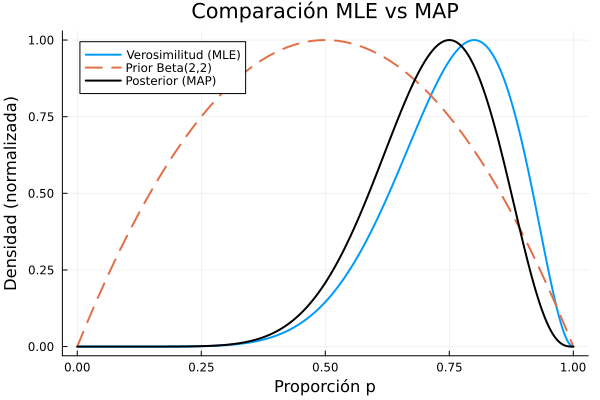 Comparación MLE vs MAP
Verosimilitud (MLE)
Prior Beta(2,2)
Posterior (MAP)
Densidad (normalizada)
1.00
0.75
0.50
0.25
0.00
0.00 0.25 0.50 0.75 1.00
Proporción p